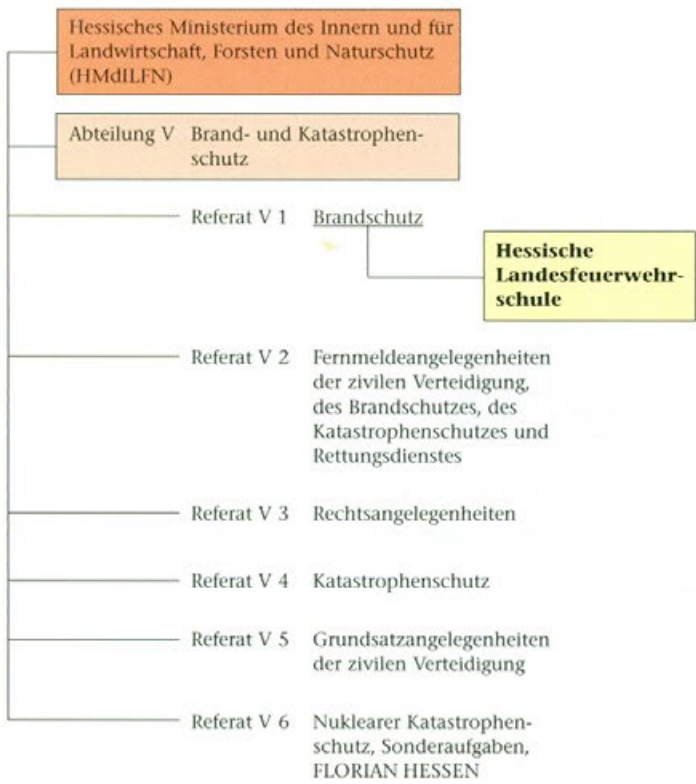 Hessisches Ministerium des Innern und für
Landwirtschaft, Forsten und Naturschutz
(HMdILFN)
Abteilung V Brand- und Katastrophen-
schutz
Referat V 1 Brandschutz
Hessische
Landesfeuerwehr-
schule
Referat V 2 Fernmeldeangelegenheiten
der zivilen Verteidigung,
des Brandschutzes, des
Katastrophenschutzes und
Rettungsdienstes
Referat V 3 Rechtsangelegenheiten
Referat V 4 Katastrophenschutz
Referat V 5 Grundsatzangelegenheiten
der zivilen Verteidigung
Referat V 6 Nuklearer Katastrophen-
schutz, Sonderaufgaben,
FLORIAN HESSEN